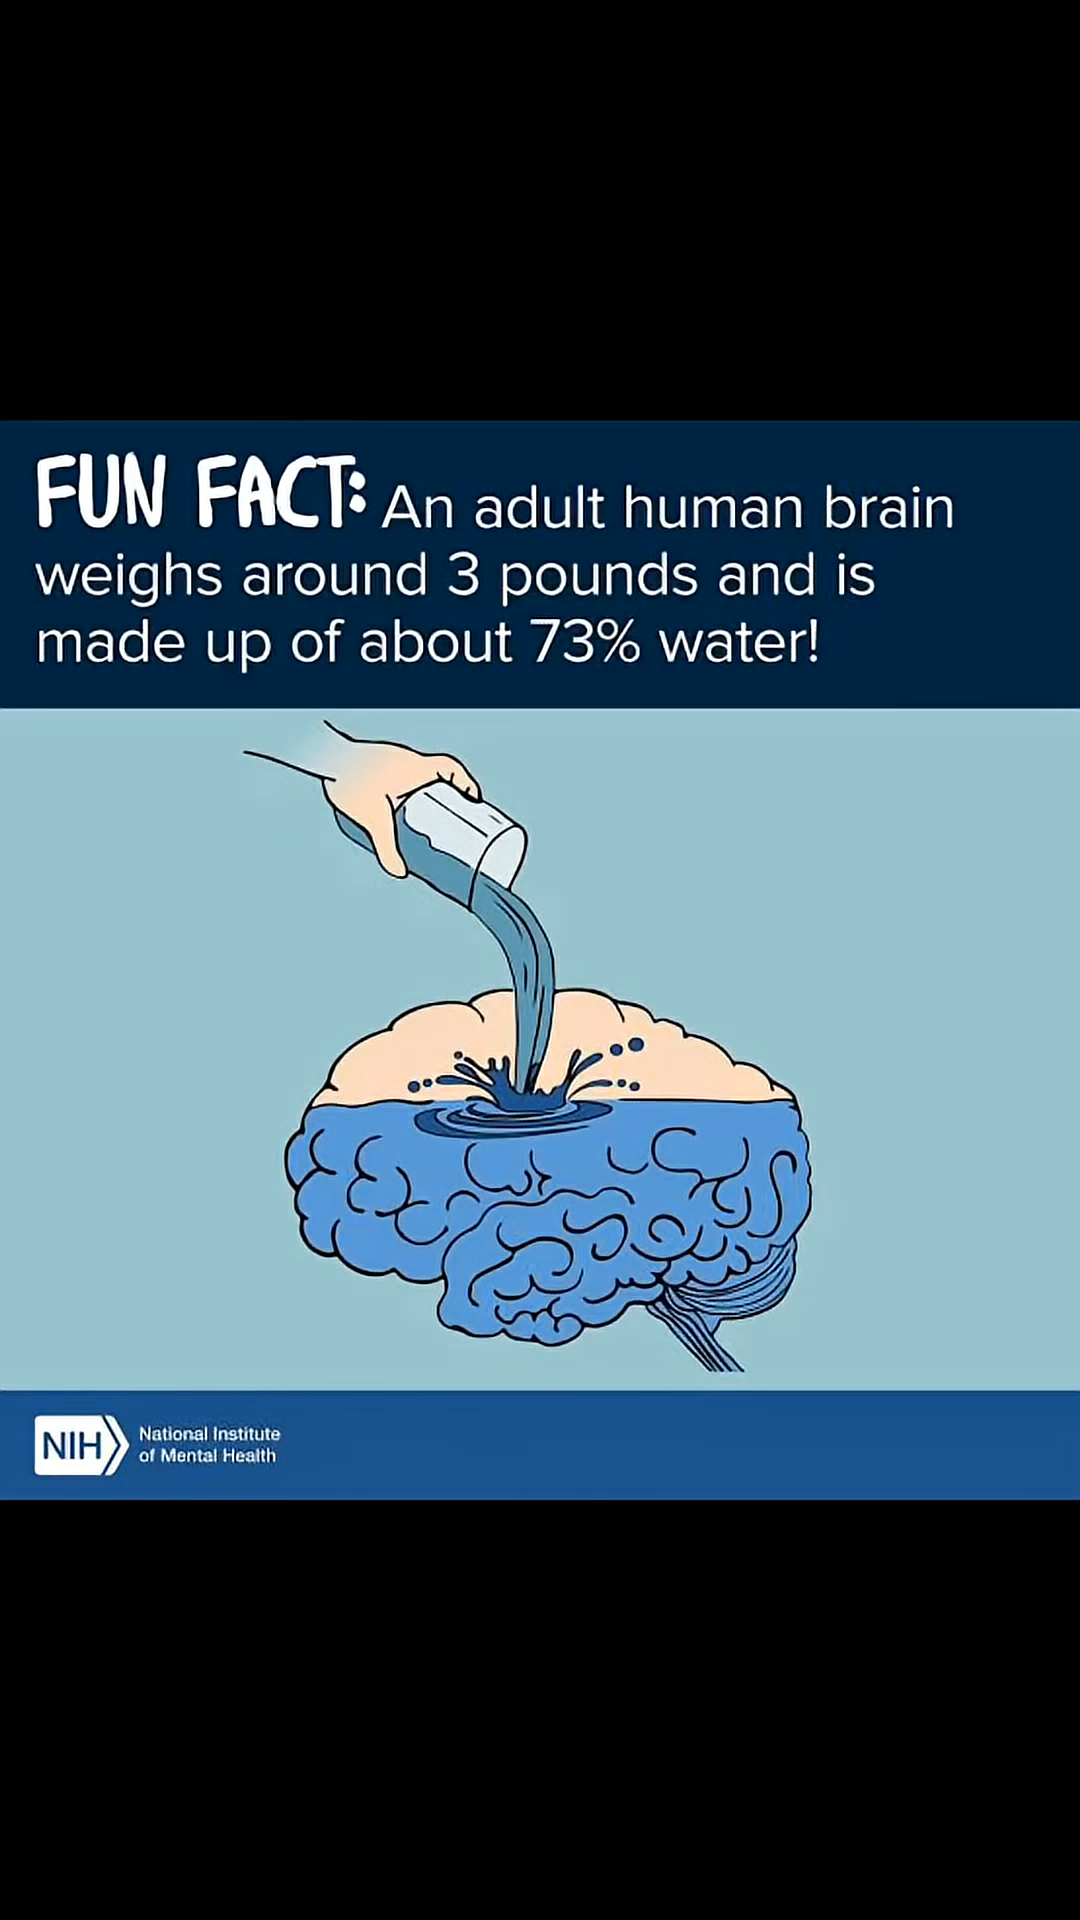 FUN FACT: An adult human brain
weighs around 3 pounds and is
made up of about 73% water!
NIH
National Institute
of Mental Health